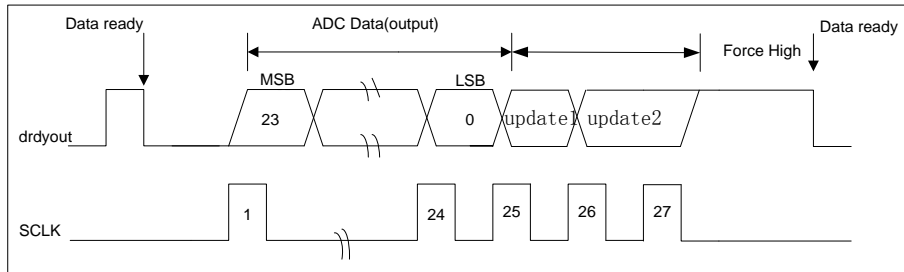 Data ready
ADC Data(output)
Data ready
Force High
MSB
LSB
drdyout
23
0
update1
update2
SCLK
1
24
25
26
27